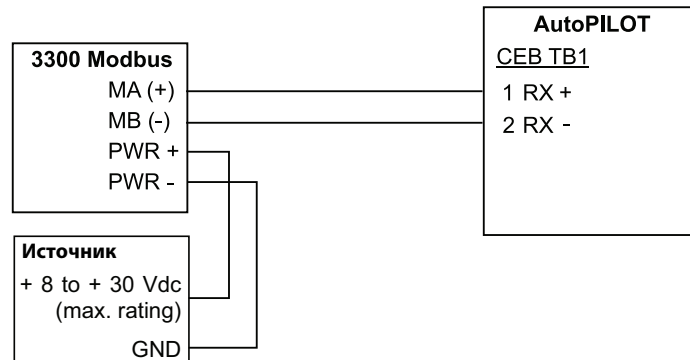 AutoPILOT
CEB TB1
1 RX +
2 RX -
3300 Modbus
MA (+)
MB (-)
PWR +
PWR -
Источник
+ 8 to + 30 Vdc
(max. rating)
GND